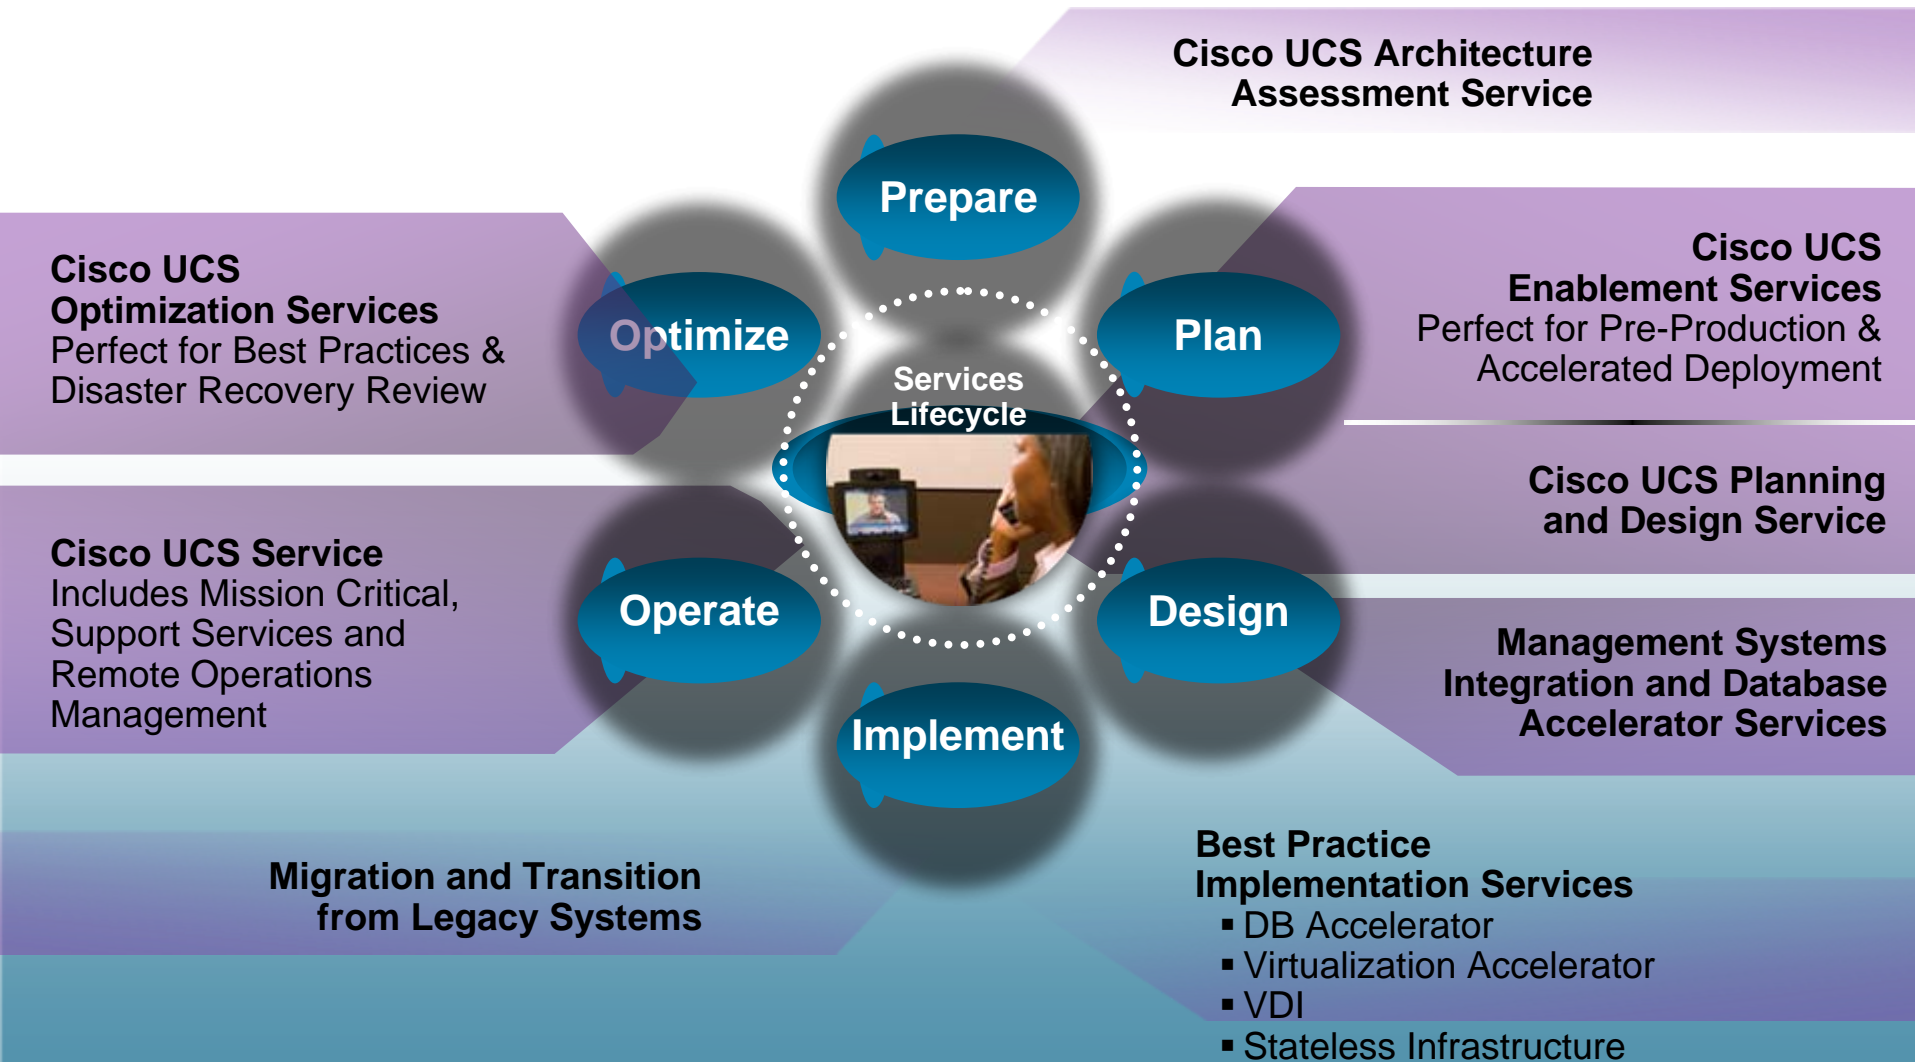 Cisco UCS Architecture
Assessment Service
Prepare
Plan
Design
Implement
Operate
Optimize
Services
Lifecycle
Cisco UCS
Enablement Services
Perfect for Pre-Production &
Accelerated Deployment
Cisco UCS Planning
and Design Service
Management Systems
Integration and Database
Accelerator Services
Best Practice
Implementation Services
▪ DB Accelerator
▪ Virtualization Accelerator
▪ VDI
▪ Stateless Infrastructure
Migration and Transition
from Legacy Systems
Cisco UCS Service
Includes Mission Critical,
Support Services and
Remote Operations
Management
Cisco UCS
Optimization Services
Perfect for Best Practices &
Disaster Recovery Review